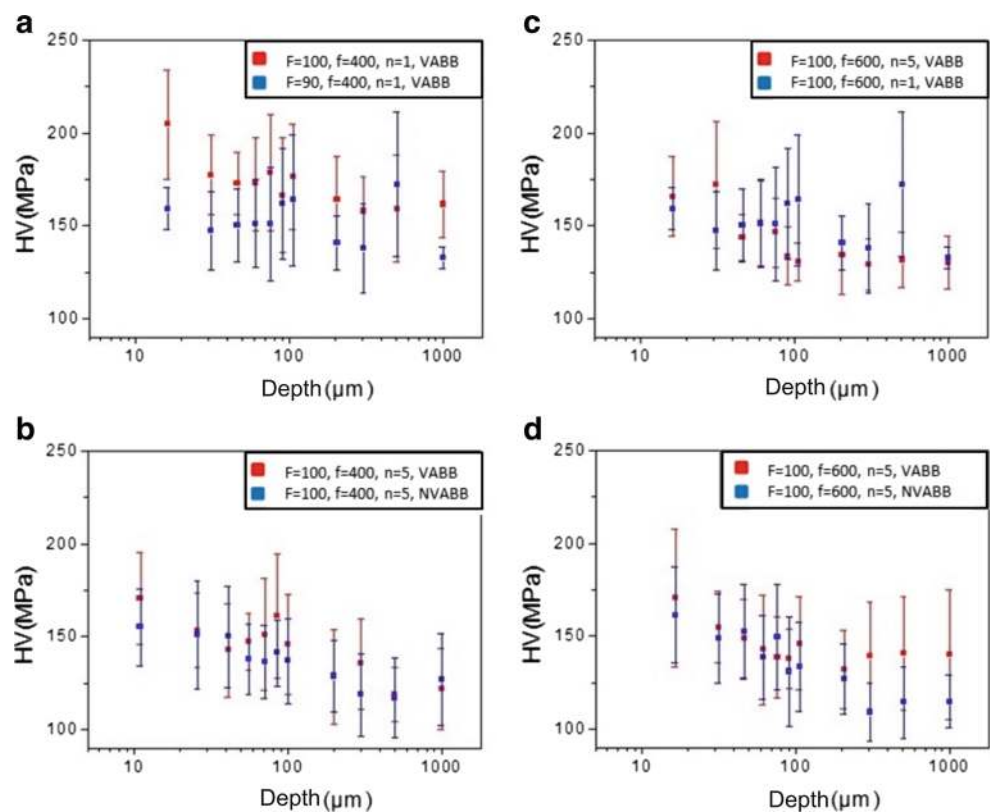 a
250
200
150
100
HV(MPa)
F=100, f=400, n=1, VABB
F=90, f=400, n=1, VABB
10
100
1000
Depth(µm)
c
250
200
150
100
HV(MPa)
F=100, f=600, n=5, VABB
F=100, f=600, n=1, VABB
10
100
1000
Depth(µm)
b
250
200
150
100
HV(MPa)
F=100, f=400, n=5, VABB
F=100, f=400, n=5, NVABB
10
100
1000
Depth(µm)
d
250
200
150
100
HV(MPa)
F=100, f=600, n=5, VABB
F=100, f=600, n=5, NVABB
10
100
1000
Depth(µm)